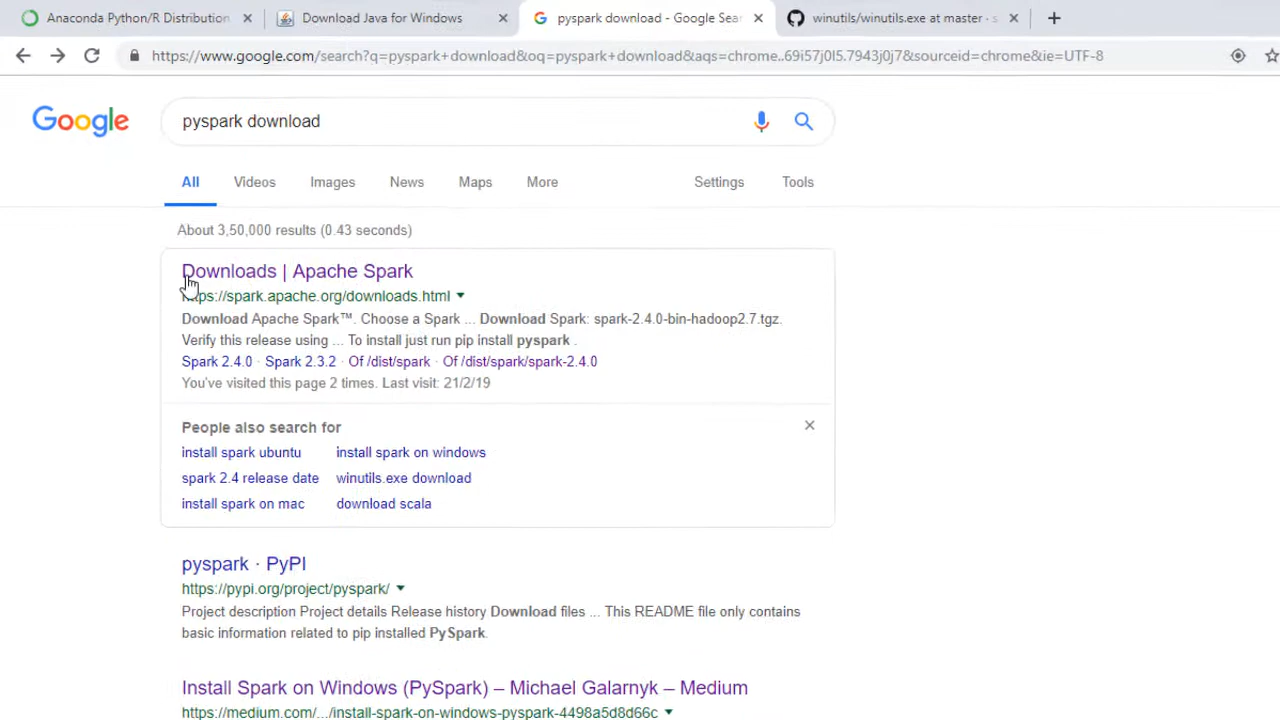 Anaconda Python/R Distribution
Download Java for Windows
pyspark download - Google Sear
winutils/winutils.exe at master · s
https://www.google.com/search?q=pyspark+download&oq=pyspark+download&aqs=chrome..69i57j0l5.7943j0j7&sourceid=chrome&ie=UTF-8
Google
pyspark download
All Videos Images News Maps More Settings Tools
About 3,50,000 results (0.43 seconds)
Downloads | Apache Spark
https://spark.apache.org/downloads.html
Download Apache Spark™. Choose a Spark ... Download Spark: spark-2.4.0-bin-hadoop2.7.tgz.
Verify this release using ... To install just run pip install pyspark .
Spark 2.4.0 · Spark 2.3.2 · Of /dist/spark · Of /dist/spark/spark-2.4.0
You've visited this page 2 times. Last visit: 21/2/19
People also search for
install spark ubuntu install spark on windows
spark 2.4 release date winutils.exe download
install spark on mac download scala
pyspark · PyPI
https://pypi.org/project/pyspark/
Project description Project details Release history Download files ... This README file only contains
basic information related to pip installed PySpark.
Install Spark on Windows (PySpark) – Michael Galarnyk – Medium
https://medium.com/.../install-spark-on-windows-pyspark-4498a5d8d66c